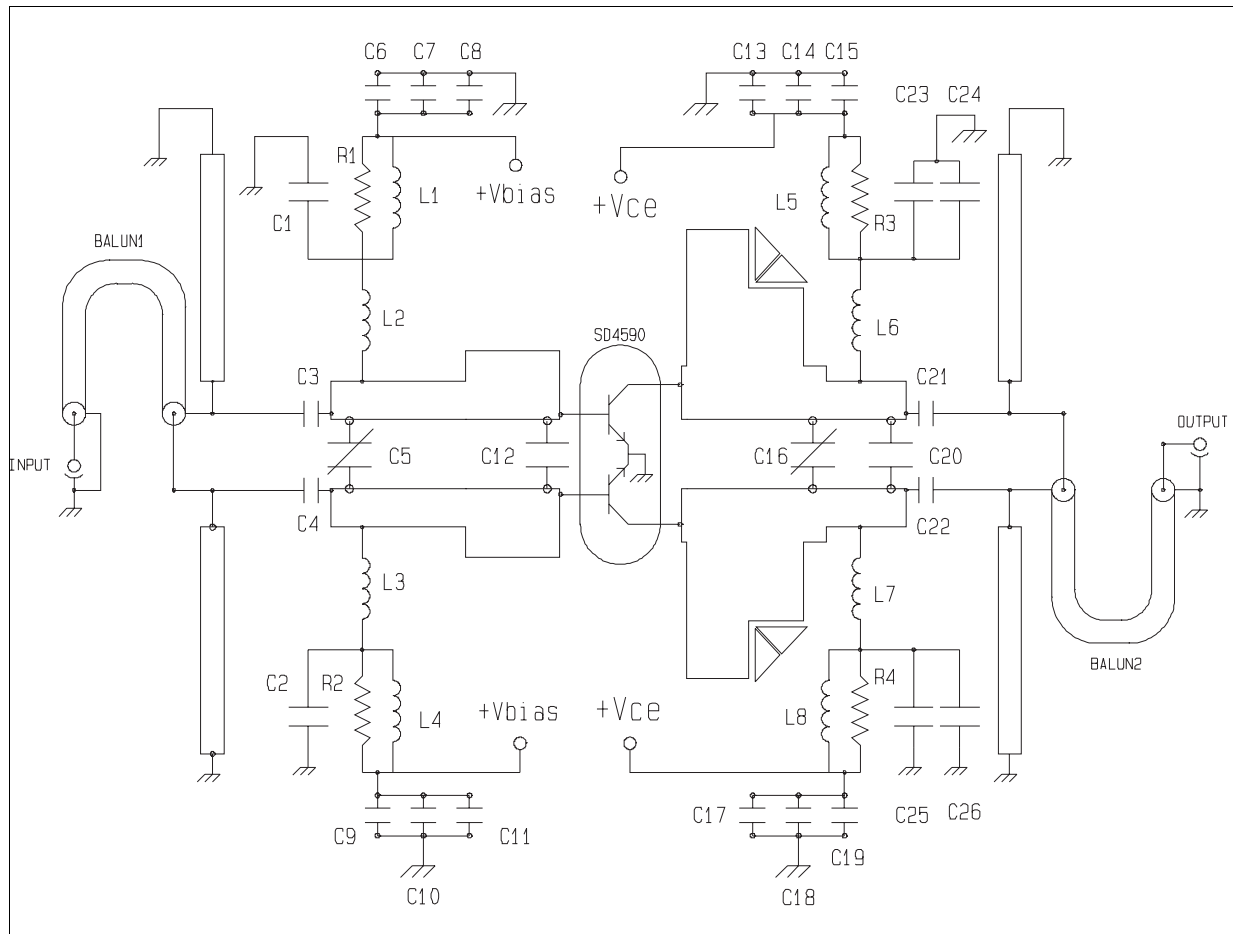 C6 C7 C8
C13 C14 C15
C23 C24
R1
L1
+Vbias
+Vce
L5
R3
C1
BALUN1
L2
SD4590
L6
C3
C21
INPUT
C5
C12
C16
C20
OUTPUT
C4
C22
L3
L7
BALUN2
C2
R2
L4
+Vbias
+Vce
L8
R4
C9
C11
C17
C25
C26
C19
C10
C18